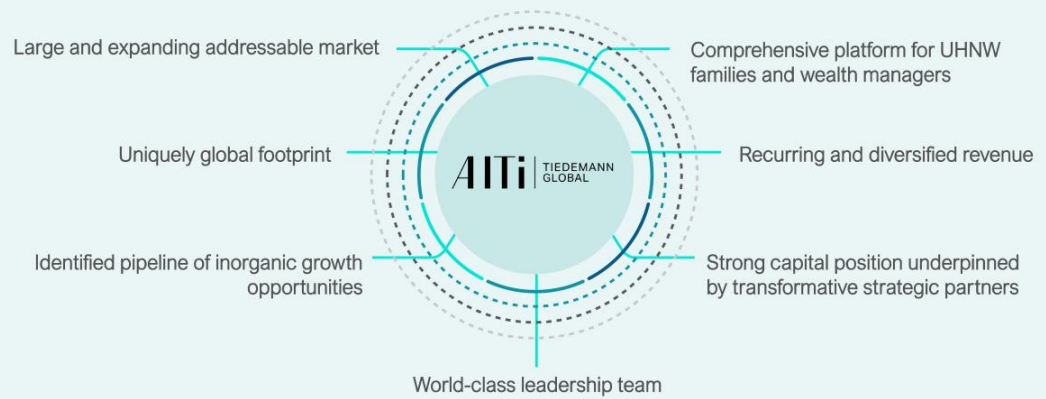 Large and expanding addressable market
Comprehensive platform for UHNW
families and wealth managers
Uniquely global footprint
AlTi
TIEDEMANN
GLOBAL
Recurring and diversified revenue
Identified pipeline of inorganic growth
opportunities
Strong capital position underpinned
by transformative strategic partners
World-class leadership team